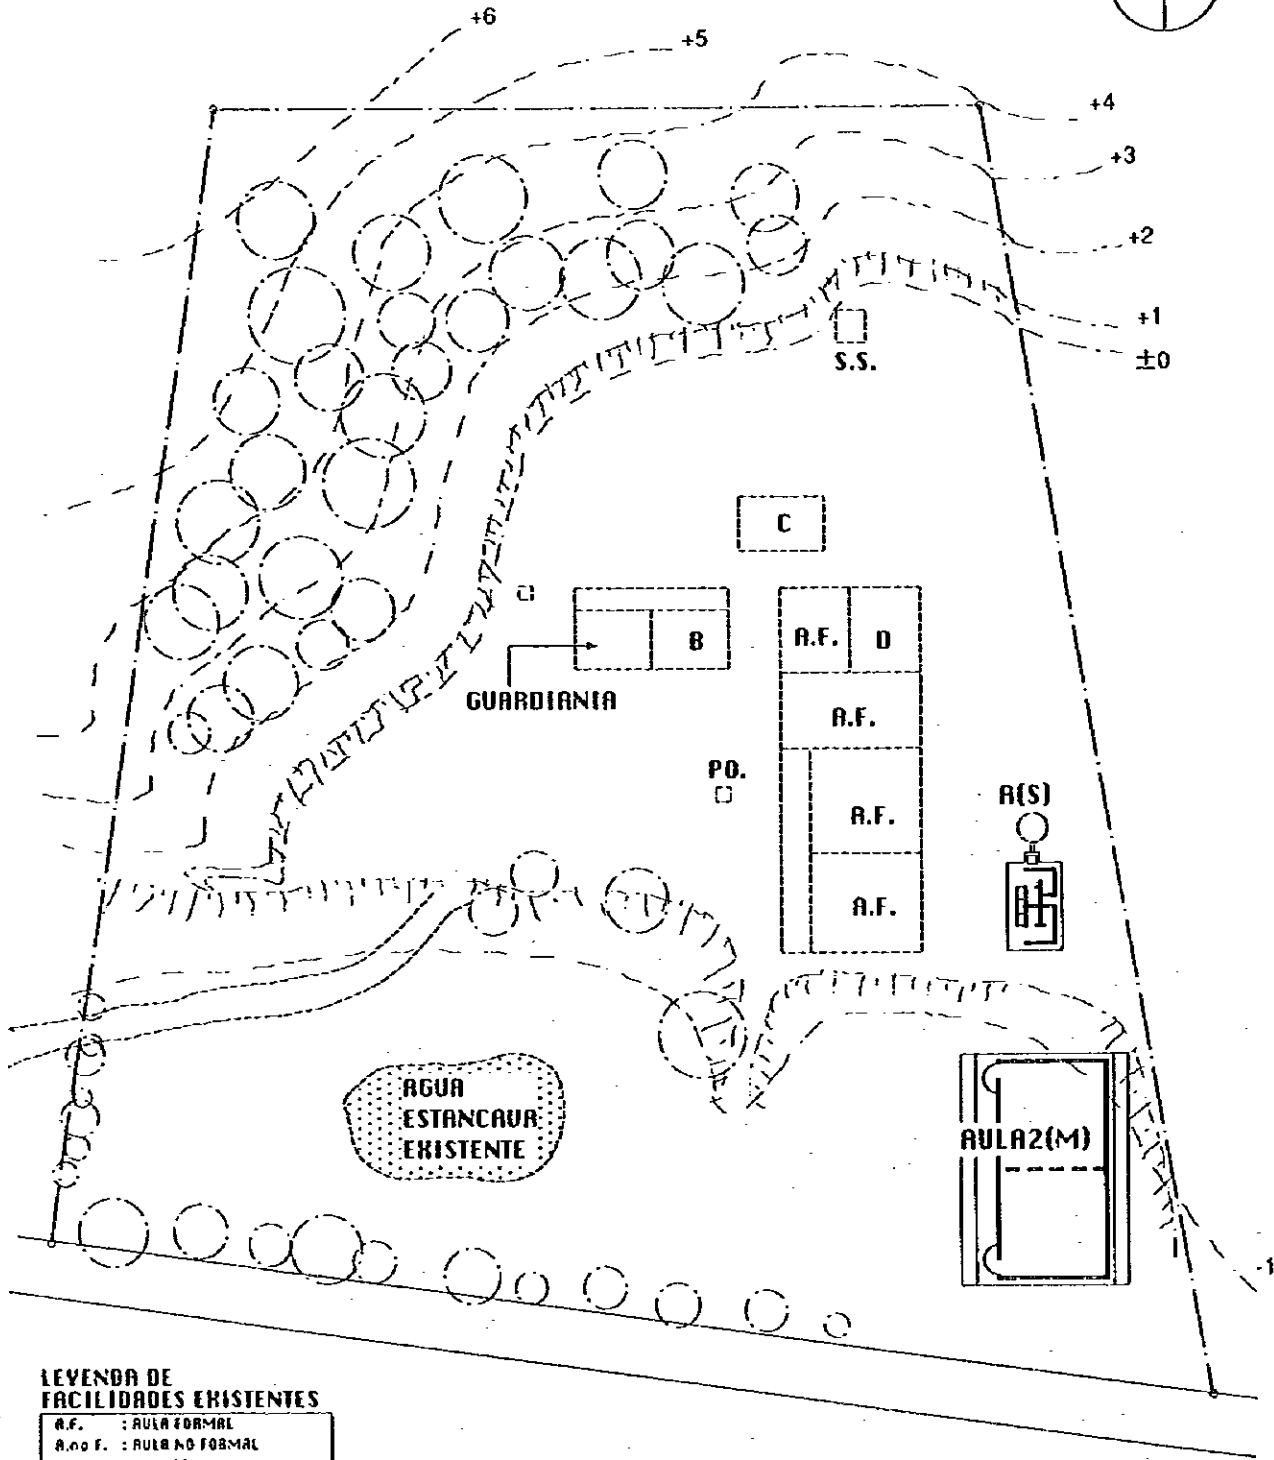 +6
+5
+4
+3
+2
+1
±0
S.S.
C
A.F.
D
B
GUARDIANIA
A.F.
PO.
A.F.
A(S)
A.F.
AGUA
ESTANCAUA
EXISTENTE
AULA2(M)
-1
LEYENDA DE
FACILIDADES EXISTENTES
A.F. : AULA FORMAL
A.no F. : AULA NO FORMAL